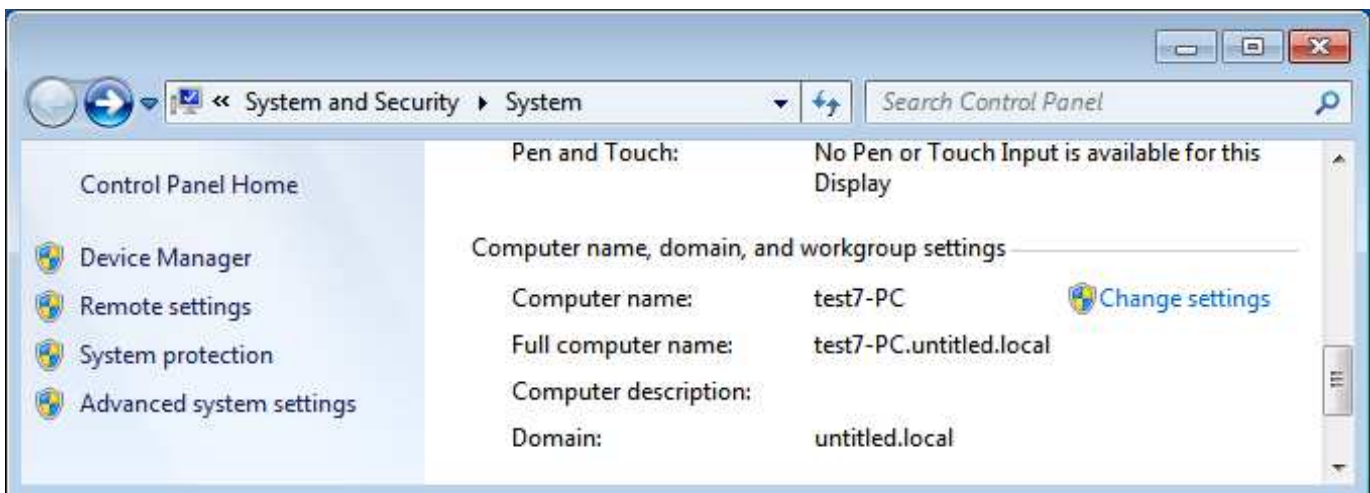 « System and Security ▸ System
Search Control Panel
Control Panel Home
Device Manager
Remote settings
System protection
Advanced system settings
Pen and Touch: No Pen or Touch Input is available for this
Display
Computer name, domain, and workgroup settings
Computer name: test7-PC Change settings
Full computer name: test7-PC.untitled.local
Computer description:
Domain: untitled.local